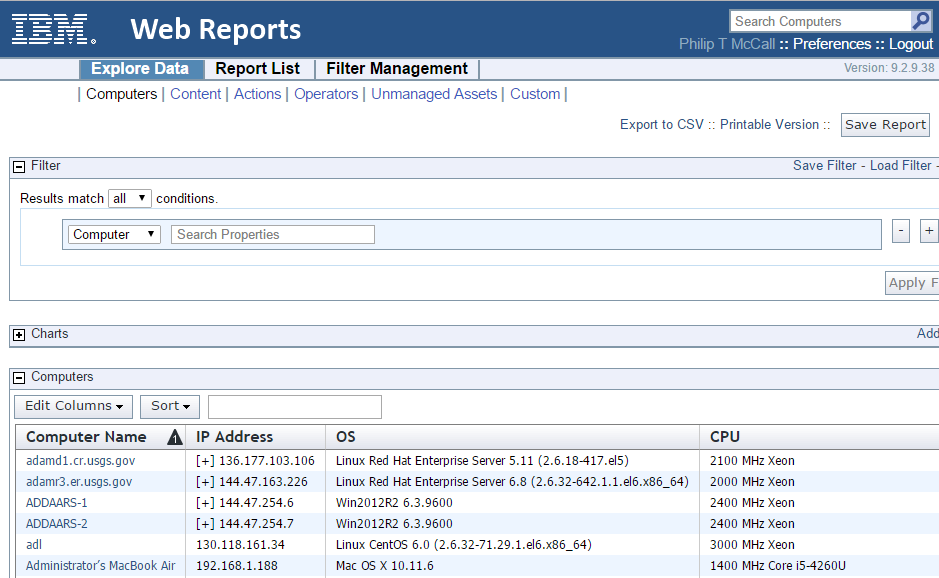 IBM. Web Reports
Search Computers
Philip T McCall :: Preferences :: Logout
Explore Data Report List Filter Management Version: 9.2.9.38
| Computers | Content | Actions | Operators | Unmanaged Assets | Custom |
Export to CSV :: Printable Version :: Save Report
Filter Save Filter - Load Filter -
Results match all conditions.
Computer Search Properties - +
Apply F
Charts Add
Computers
Edit Columns Sort
Computer Name 1 IP Address OS CPU
adamd1.cr.usgs.gov [+] 136.177.103.106 Linux Red Hat Enterprise Server 5.11 (2.6.18-417.el5) 2100 MHz Xeon
adamr3.er.usgs.gov [+] 144.47.163.226 Linux Red Hat Enterprise Server 6.8 (2.6.32-642.1.1.el6.x86_64) 2000 MHz Xeon
ADDAARS-1 [+] 144.47.254.6 Win2012R2 6.3.9600 2400 MHz Xeon
ADDAARS-2 [+] 144.47.254.7 Win2012R2 6.3.9600 2400 MHz Xeon
adl 130.118.161.34 Linux CentOS 6.0 (2.6.32-71.29.1.el6.x86_64) 3000 MHz Xeon
Administrator's MacBook Air 192.168.1.188 Mac OS X 10.11.6 1400 MHz Core i5-4260U